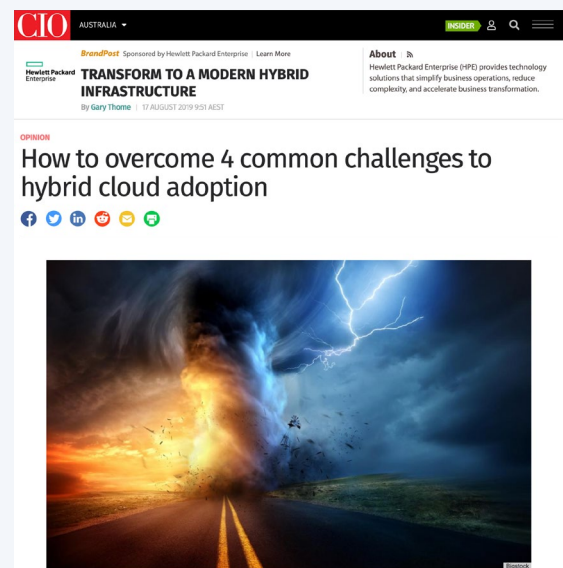 CIO
AUSTRALIA
INSIDER
BrandPost Sponsored by Hewlett Packard Enterprise | Learn More
Hewlett Packard
Enterprise
TRANSFORM TO A MODERN HYBRID
INFRASTRUCTURE
By Gary Thome | 17 AUGUST 2019 9:51 AEST
About
Hewlett Packard Enterprise (HPE) provides technology
solutions that simplify business operations, reduce
complexity, and accelerate business transformation.
OPINION
How to overcome 4 common challenges to
hybrid cloud adoption
Bigstock